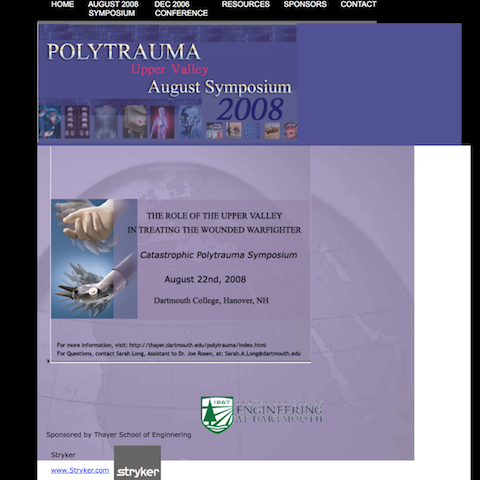 HOME AUGUST 2008 DEC 2006 RESOURCES SPONSORS CONTACT
SYMPOSIUM CONFERENCE
POLYTRAUMA
Upper Valley
August Symposium
2008
THE ROLE OF THE UPPER VALLEY
IN TREATING THE WOUNDED WARFIGHTER
Catastrophic Polytrauma Symposium
August 22nd, 2008
Dartmouth College, Hanover, NH
For more information, visit: http://thayer.dartmouth.edu/polytrauma/index.html
For Questions, contact Sarah Long, Assistant to Dr. Joe Rosen, at: Sarah.A.Long@dartmouth.edu
x
1867
ENGINEERING
AT DARTMOUTH
Sponsored by Thayer School of Enginnering
Stryker
www.Stryker.com
stryker